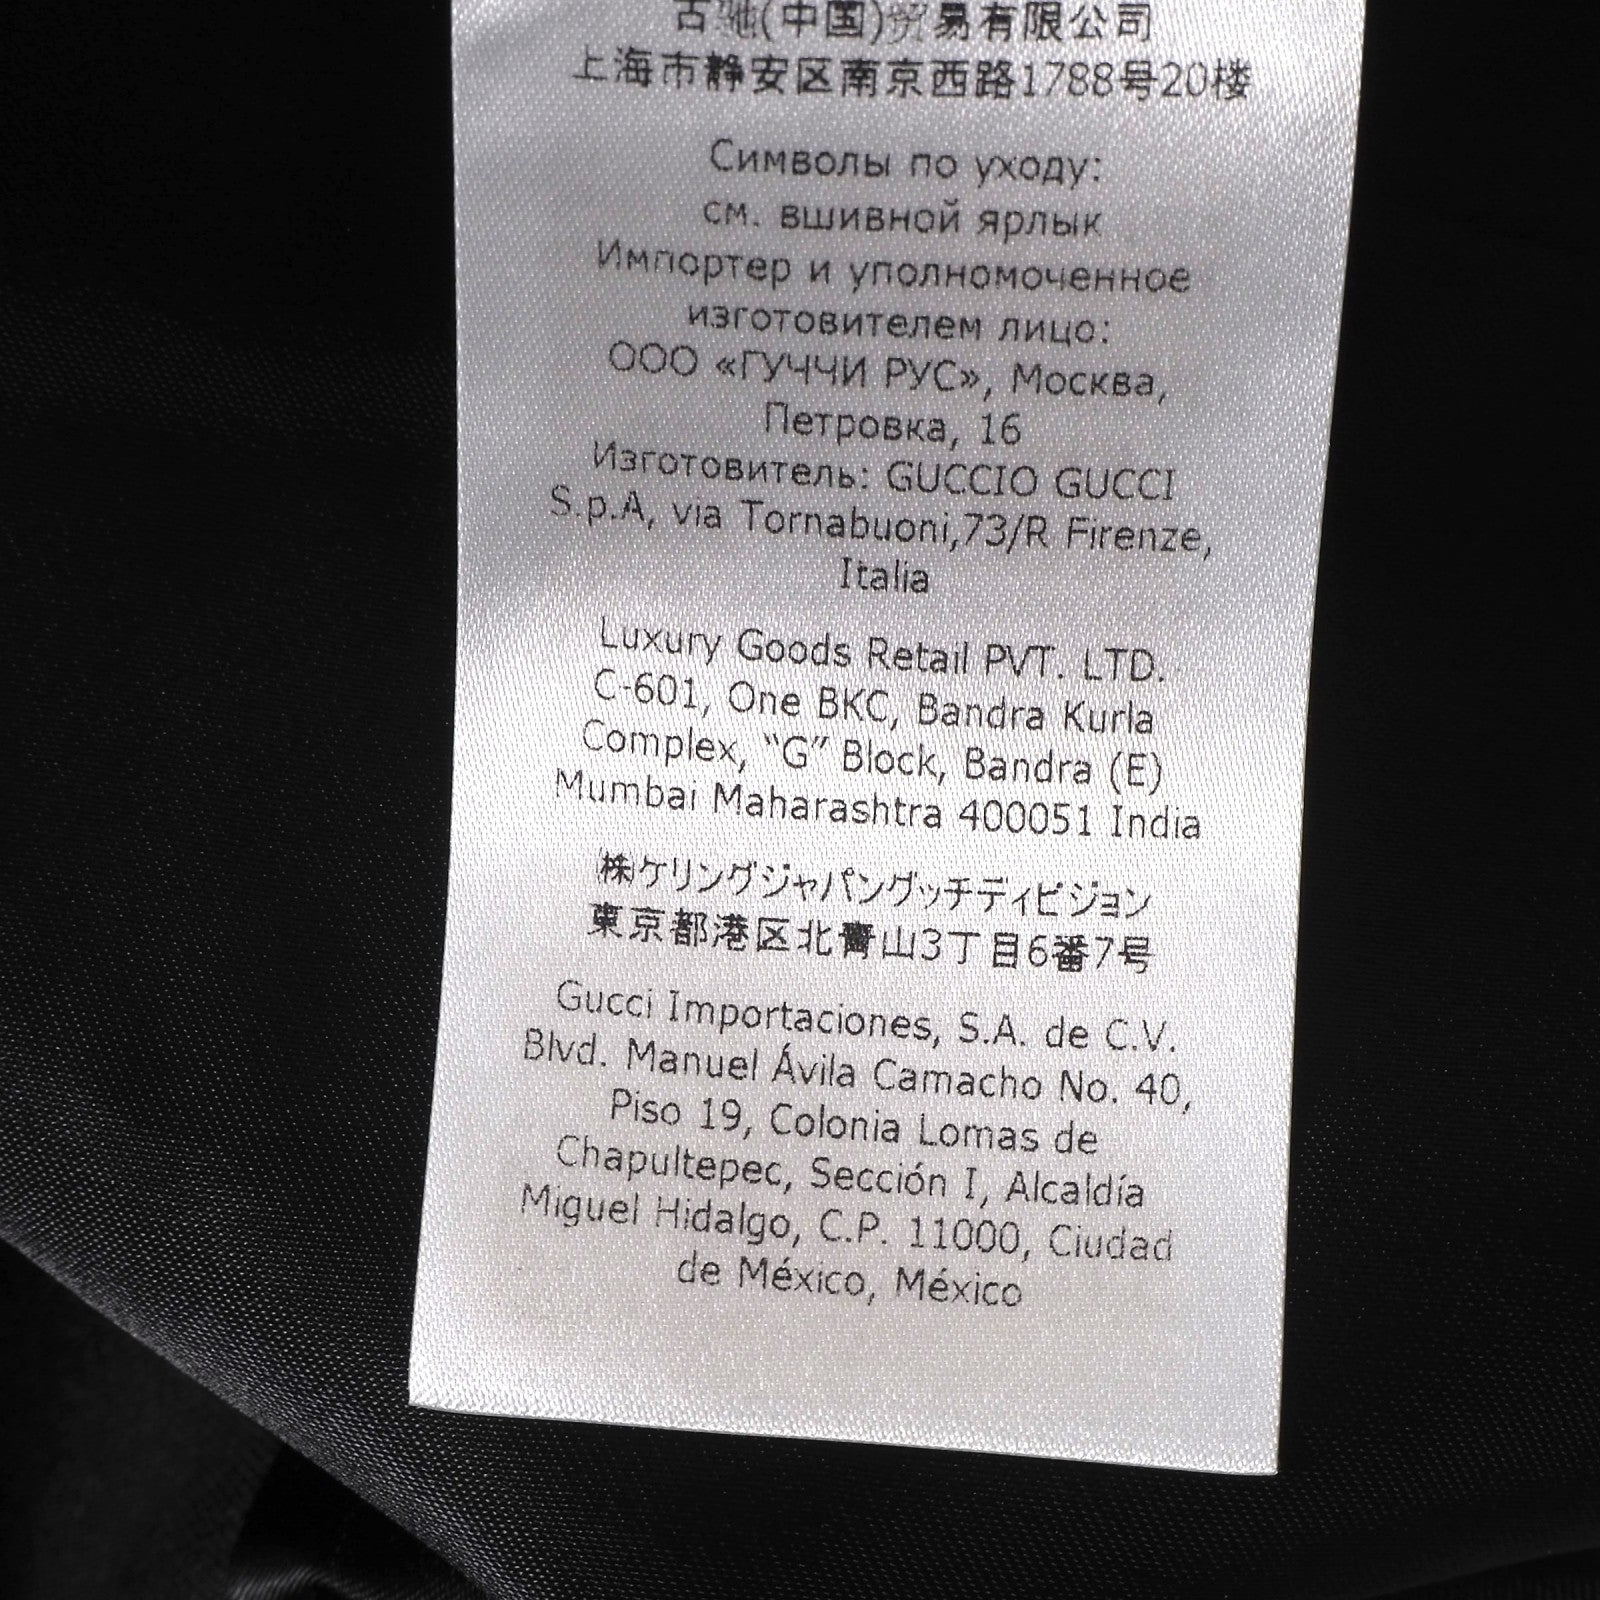 古驰(中国)贸易有限公司
上海市静安区南京西路1788号20楼
Символы по уходу:
см. вшивной ярлык
Импортер и уполномоченное
изготовителем лицо:
ООО «ГУЧЧИ РУС», Москва,
Петровка, 16
Изготовитель: GUCCIO GUCCI
S.p.A, via Tornabuoni,73/R Firenze,
Italia
Luxury Goods Retail PVT. LTD.
C-601, One BKC, Bandra Kurla
Complex, “G” Block, Bandra (E)
Mumbai Maharashtra 400051 India
㈱ケリングジャパングッチディビジョン
東京都港区北青山3丁目6番7号
Gucci Importaciones, S.A. de C.V.
Blvd. Manuel Ávila Camacho No. 40,
Piso 19, Colonia Lomas de
Chapultepec, Sección I, Alcaldía
Miguel Hidalgo, C.P. 11000, Ciudad
de México, México